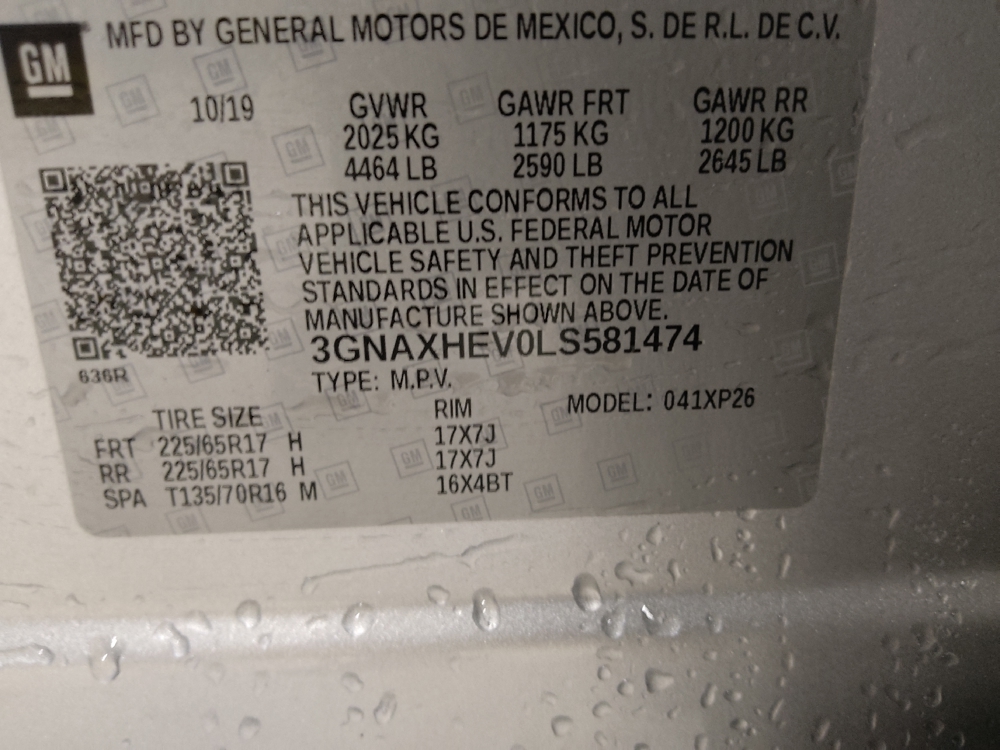 GM
MFD BY GENERAL MOTORS DE MEXICO, S. DE R.L. DE C.V.
10/19 GVWR GAWR FRT GAWR RR
2025 KG 1175 KG 1200 KG
4464 LB 2590 LB 2645 LB
THIS VEHICLE CONFORMS TO ALL
APPLICABLE U.S. FEDERAL MOTOR
VEHICLE SAFETY AND THEFT PREVENTION
STANDARDS IN EFFECT ON THE DATE OF
MANUFACTURE SHOWN ABOVE.
3GNAXHEV0LS581474
636R
TYPE: M.P.V.
TIRE SIZE RIM MODEL: 041XP26
FRT 225/65R17 H 17X7J
RR 225/65R17 H 17X7J
SPA T135/70R16 M 16X4BT